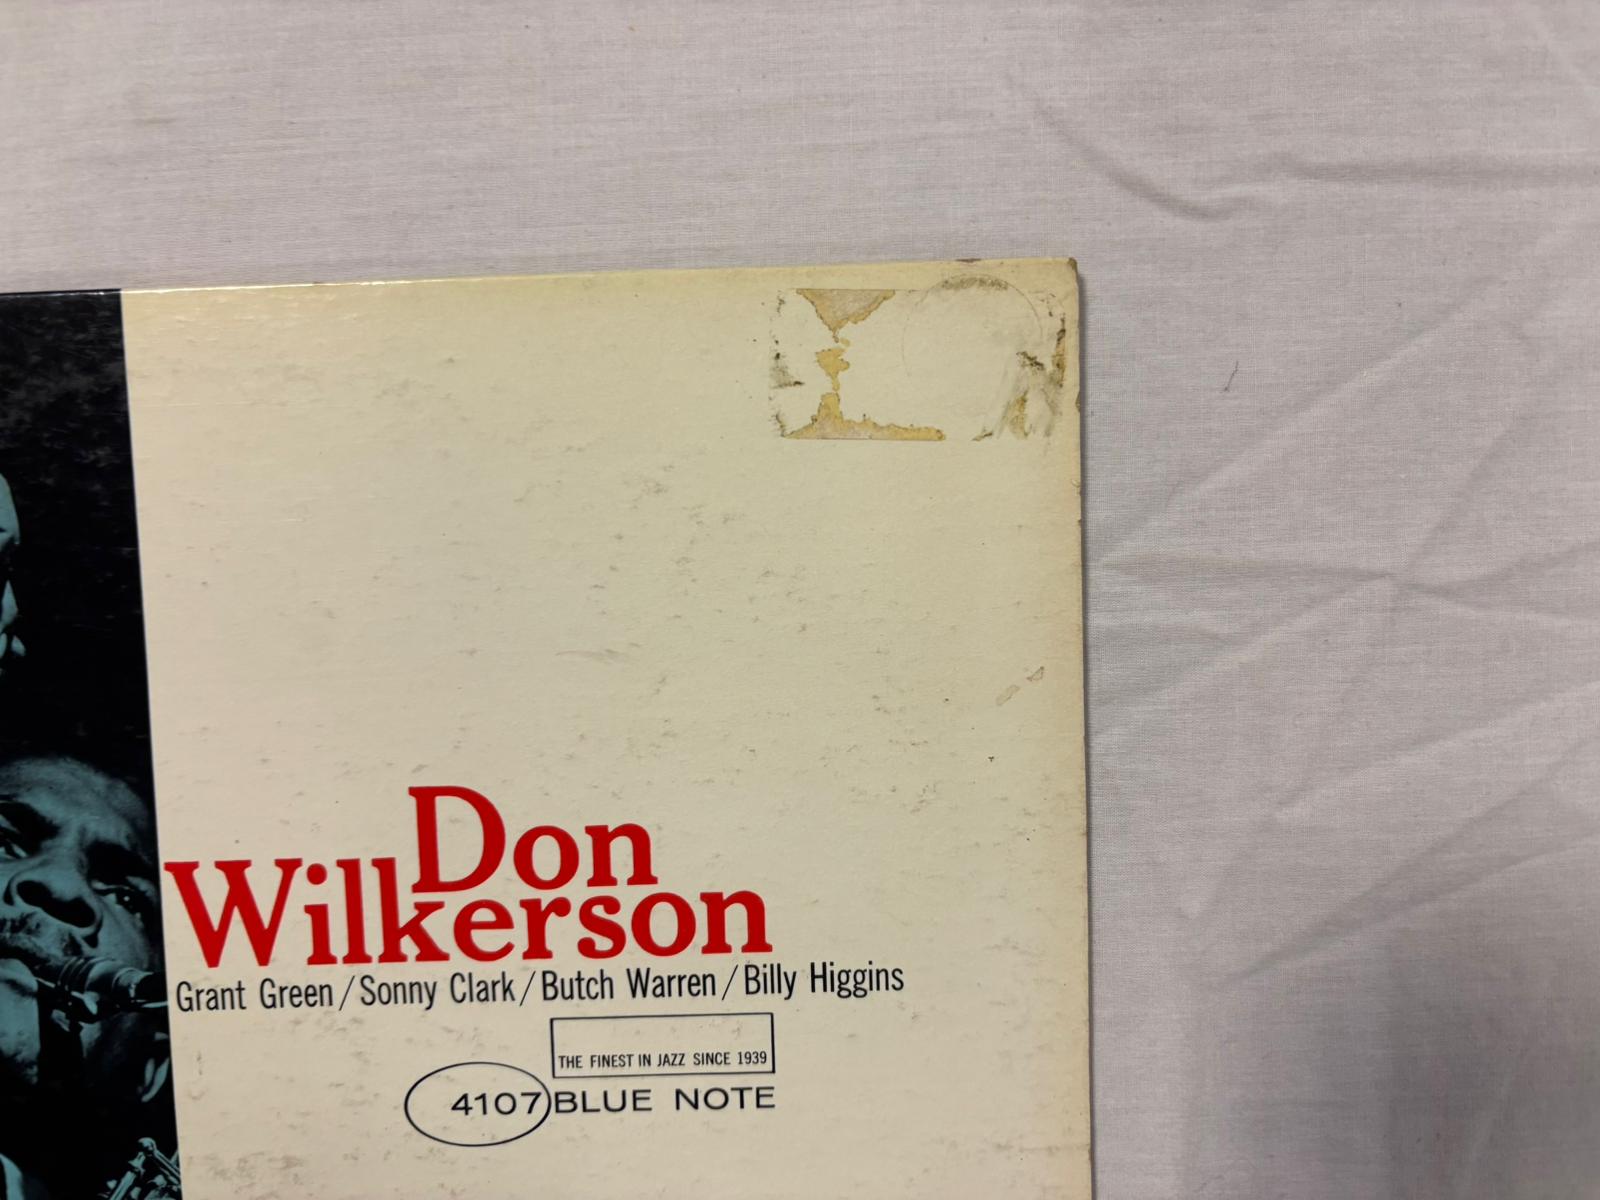 Don
Wilkerson
Grant Green/Sonny Clark/Butch Warren/Billy Higgins
THE FINEST IN JAZZ SINCE 1939
4107 BLUE NOTE